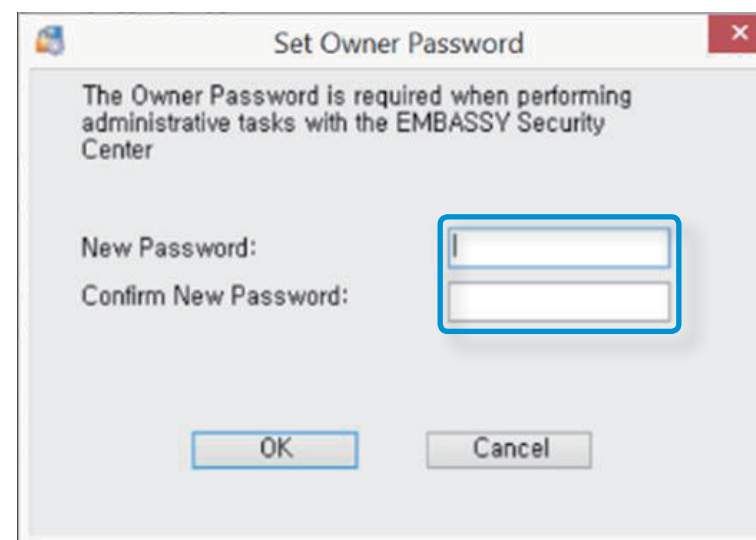 Set Owner Password
The Owner Password is required when performing
administrative tasks with the EMBASSY Security
Center
New Password:
Confirm New Password:
OK
Cancel